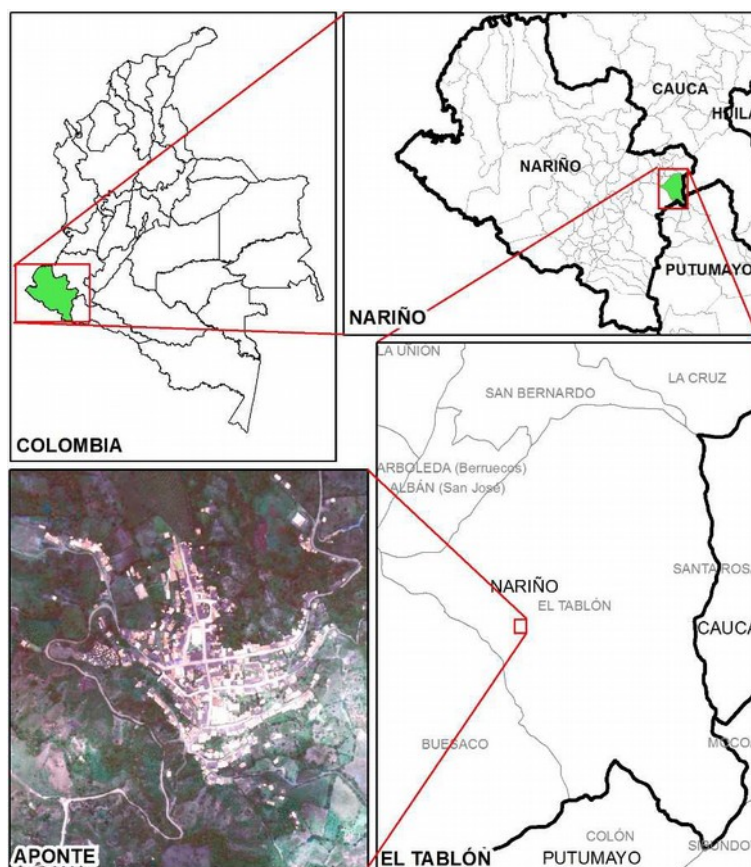 COLOMBIA
CAUCA
HUILA
NARIÑO
PUTUMAYO
NARIÑO
LA UNIÓN
LA CRUZ
SAN BERNARDO
ARBOLEDA (Berruecos)
ALBÁN (San José)
SANTA ROSA
NARIÑO
EL TABLÓN
CAUCA
BUESACO
MOCOA
COLÓN
SIBUNDOY
EL TABLÓN
PUTUMAYO
APONTE